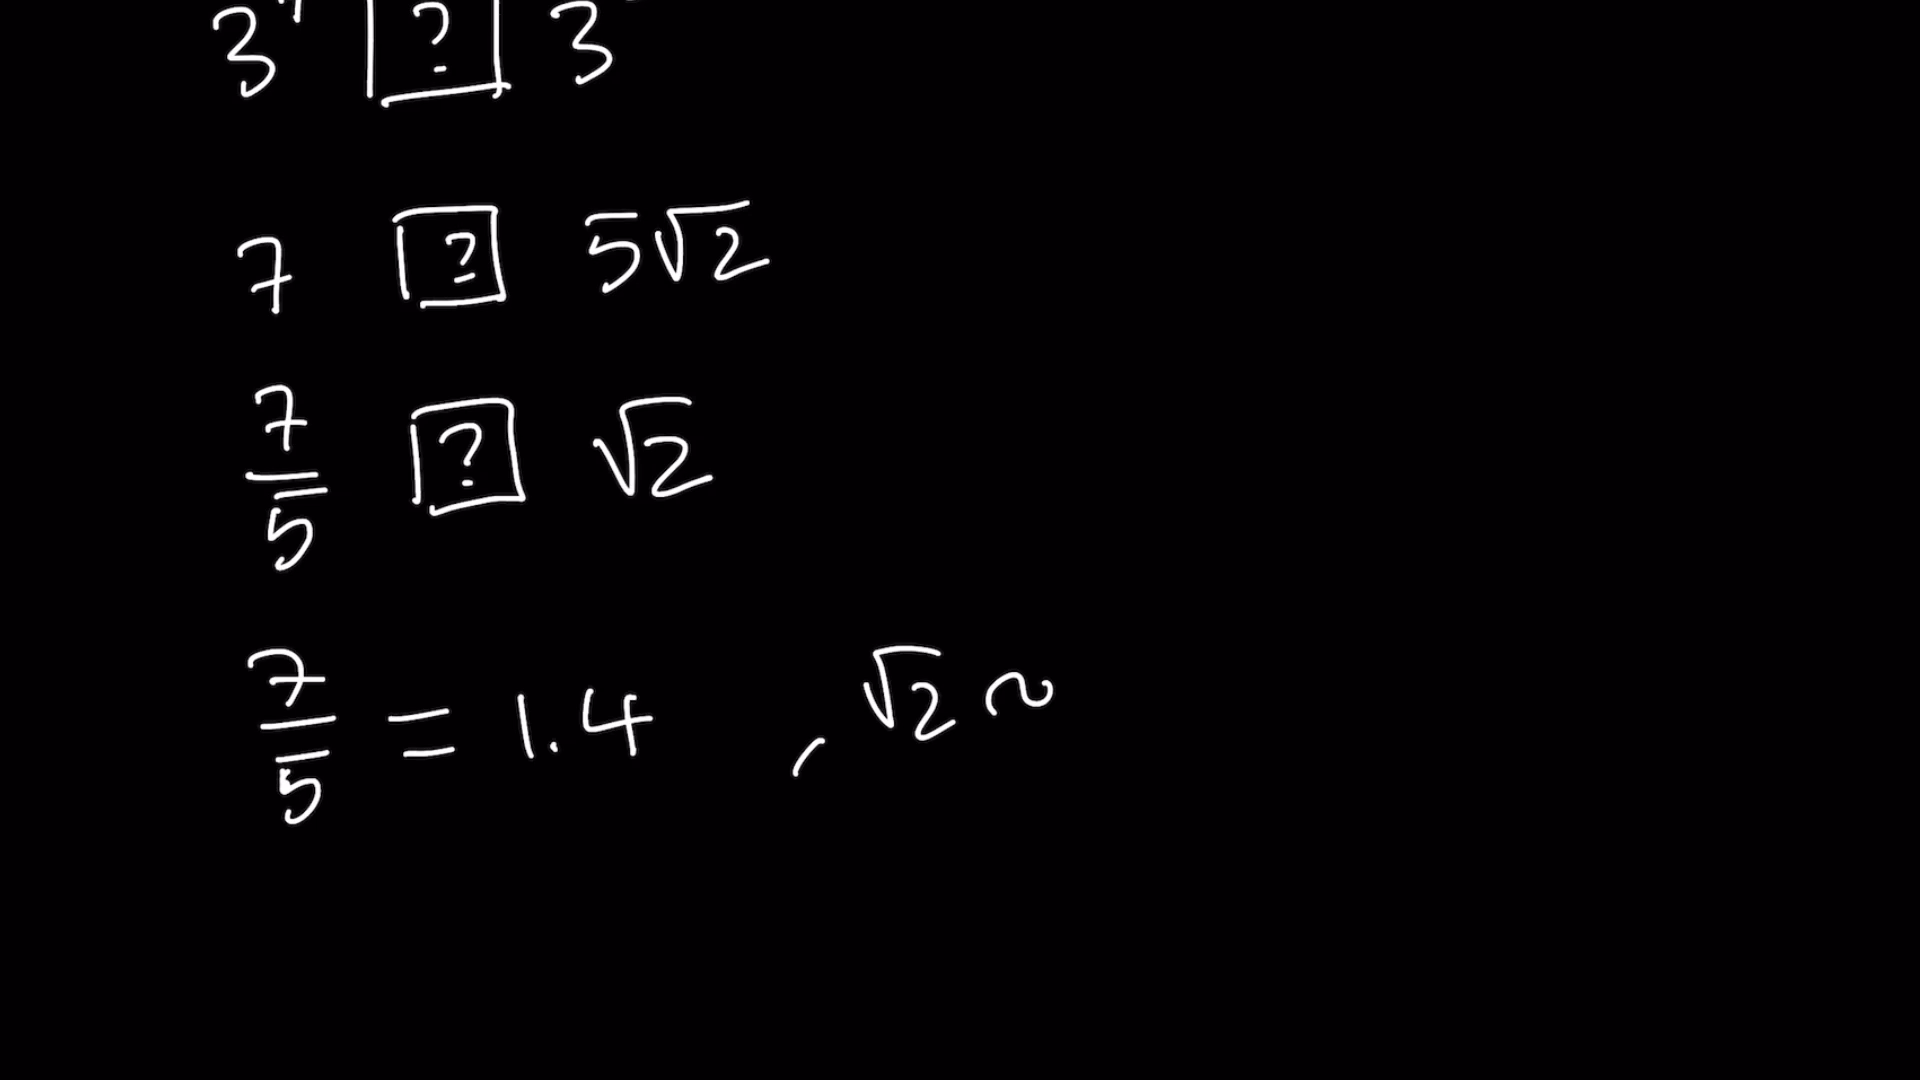 3 ? 3
7 ? 5√2
7/5 ? √2
7/5 = 1.4 , √2 ~